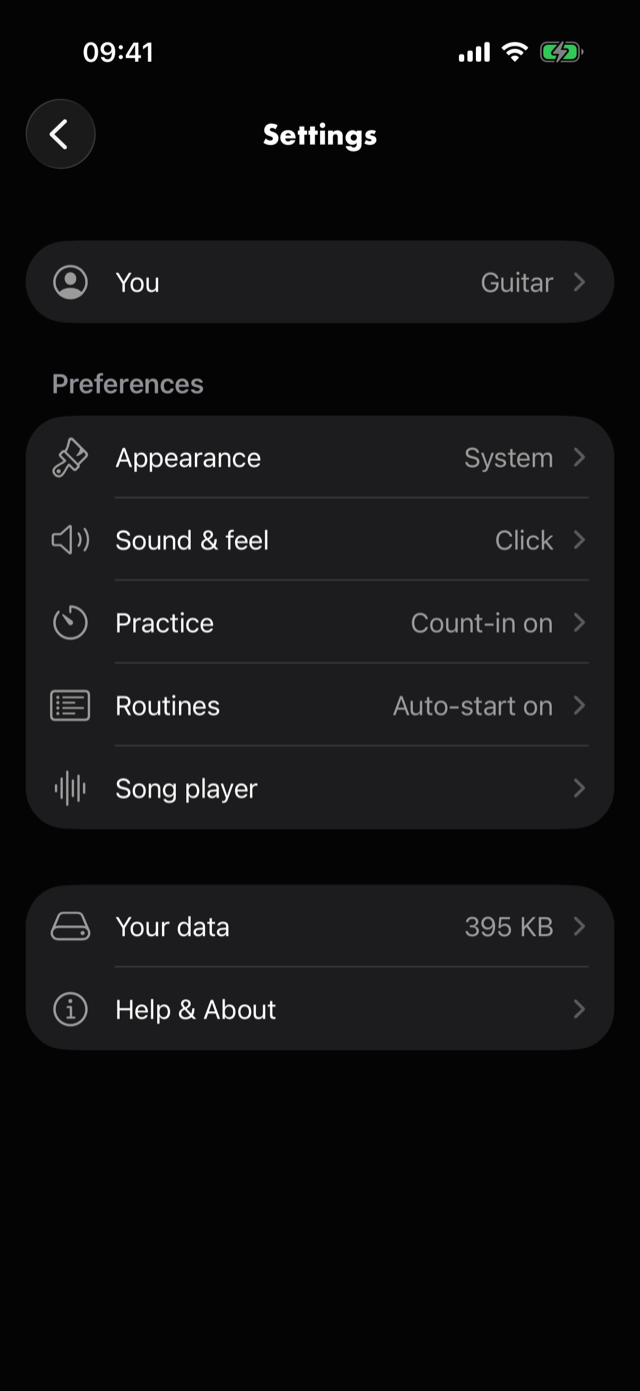 09:41
Settings
You Guitar
Preferences
Appearance System
Sound & feel Click
Practice Count-in on
Routines Auto-start on
Song player
Your data 395 KB
Help & About